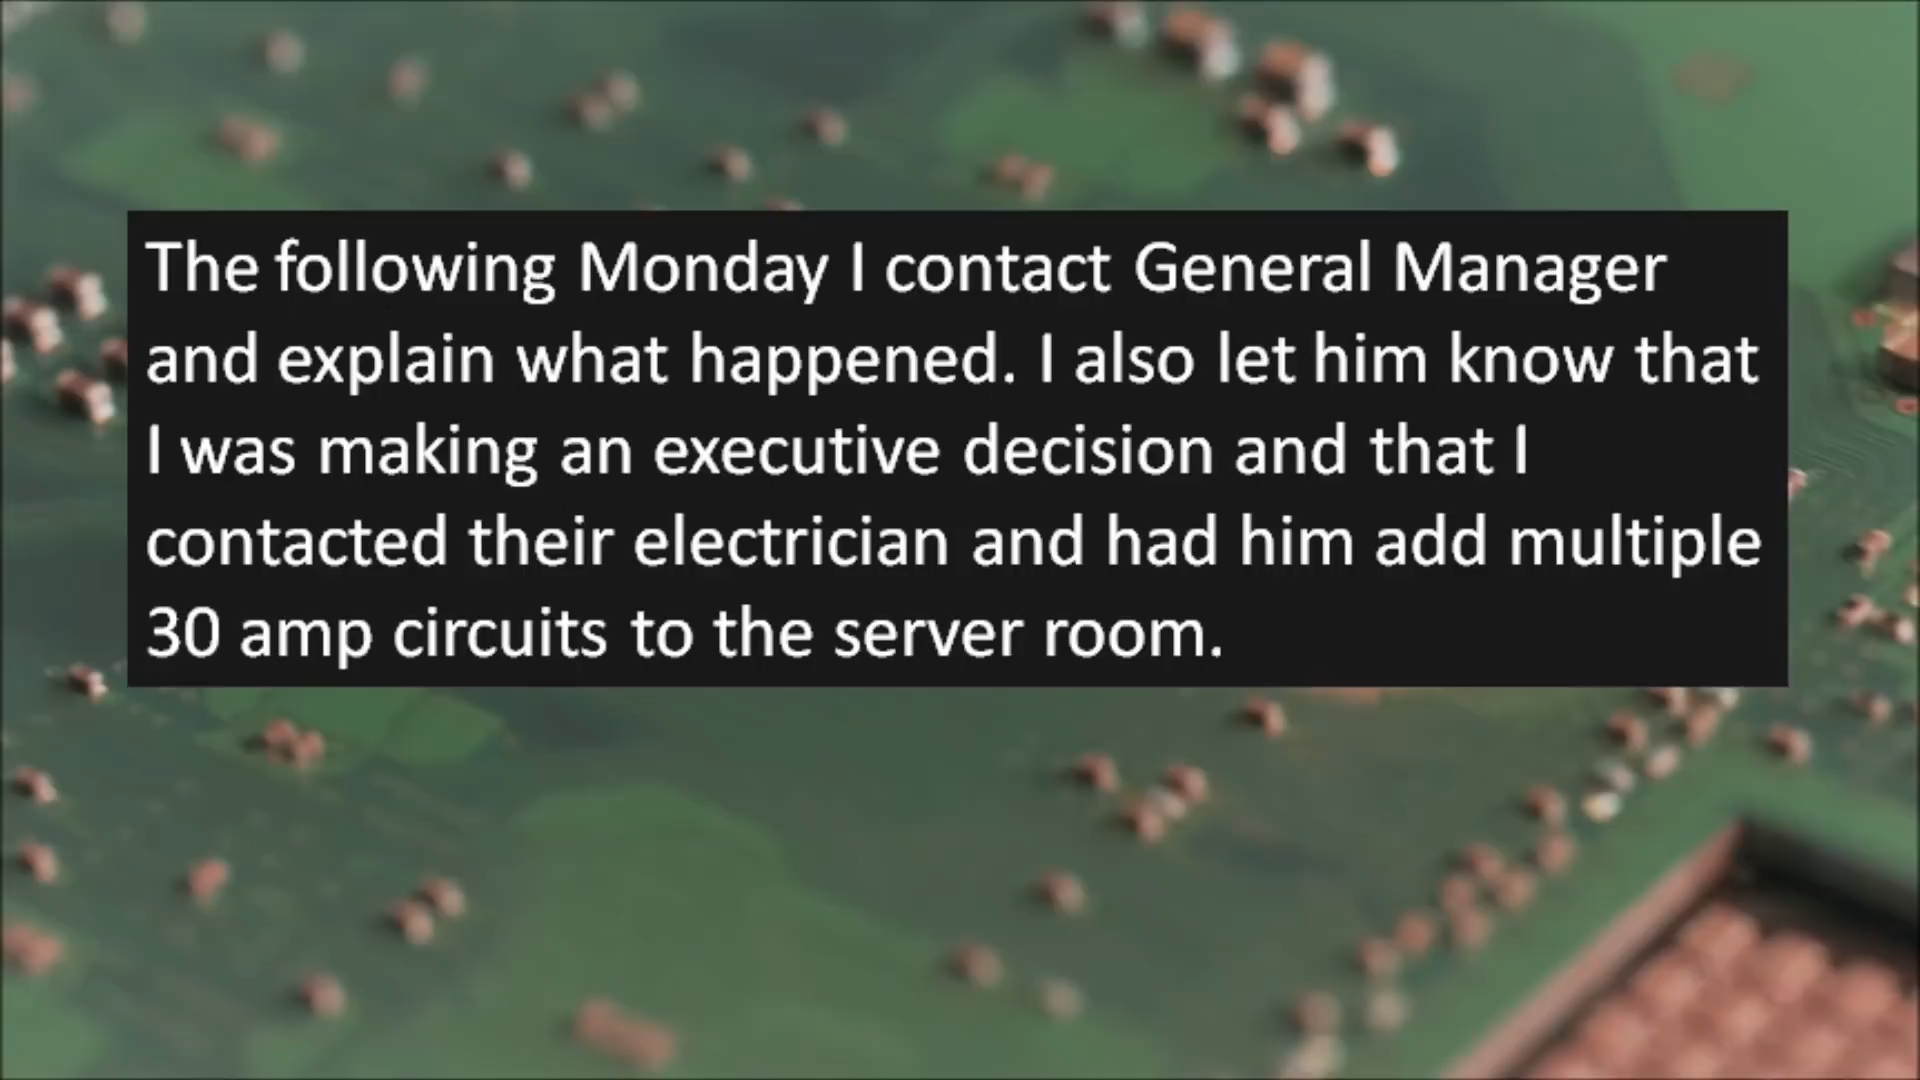 The following Monday I contact General Manager
and explain what happened. I also let him know that
I was making an executive decision and that I
contacted their electrician and had him add multiple
30 amp circuits to the server room.